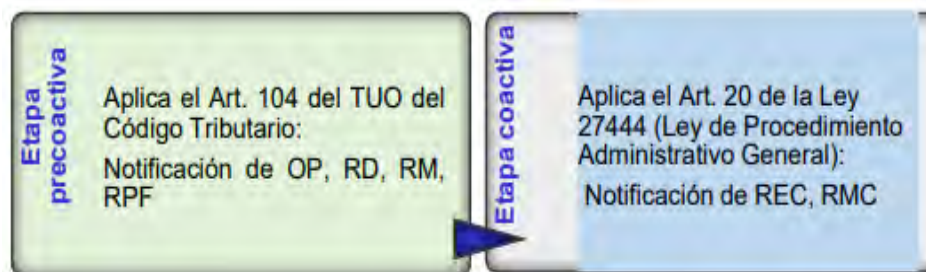 Etapa
precoactiva
Aplica el Art. 104 del TUO del
Código Tributario:
Notificación de OP, RD, RM,
RPF
Etapa coactiva
Aplica el Art. 20 de la Ley
27444 (Ley de Procedimiento
Administrativo General):
Notificación de REC, RMC